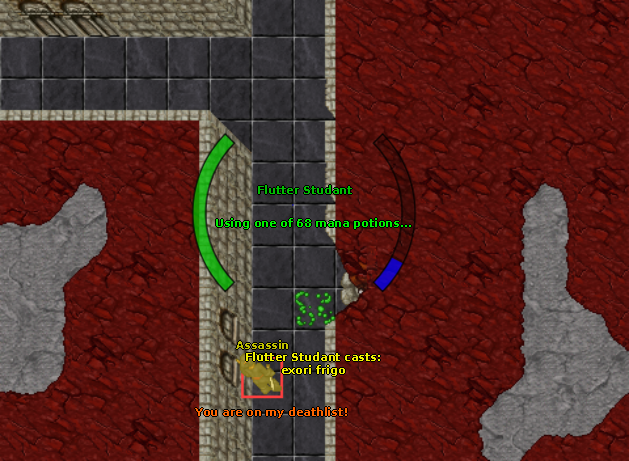 Flutter Studant
Using one of 68 mana potions...
Assassin
Flutter Studant casts:
exori frigo
You are on my deathlist!